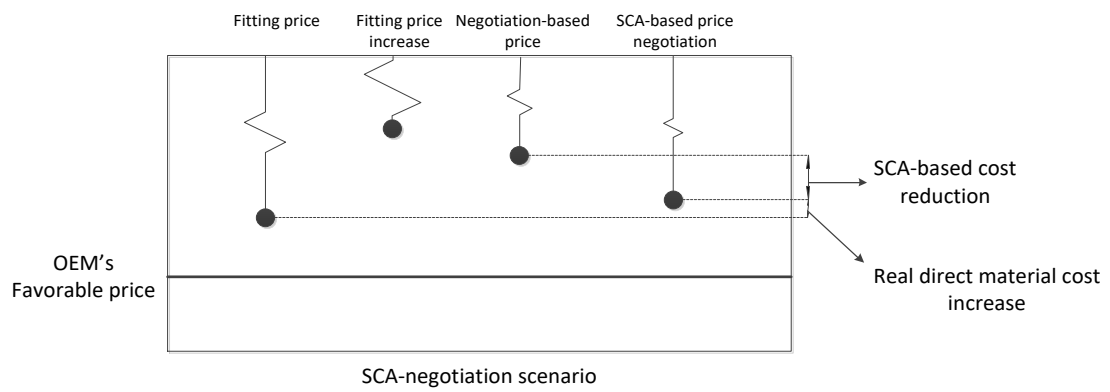 Fitting price
Fitting price
increase
Negotiation-based
price
SCA-based price
negotiation
SCA-based cost
reduction
OEM’s
Favorable price
Real direct material cost
increase
SCA-negotiation scenario